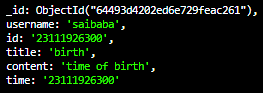 _id: ObjectId("64493d4202ed6e729feac261"),
username: 'saibaba',
id: '23111926300',
title: 'birth',
content: 'time of birth',
time: '23111926300'